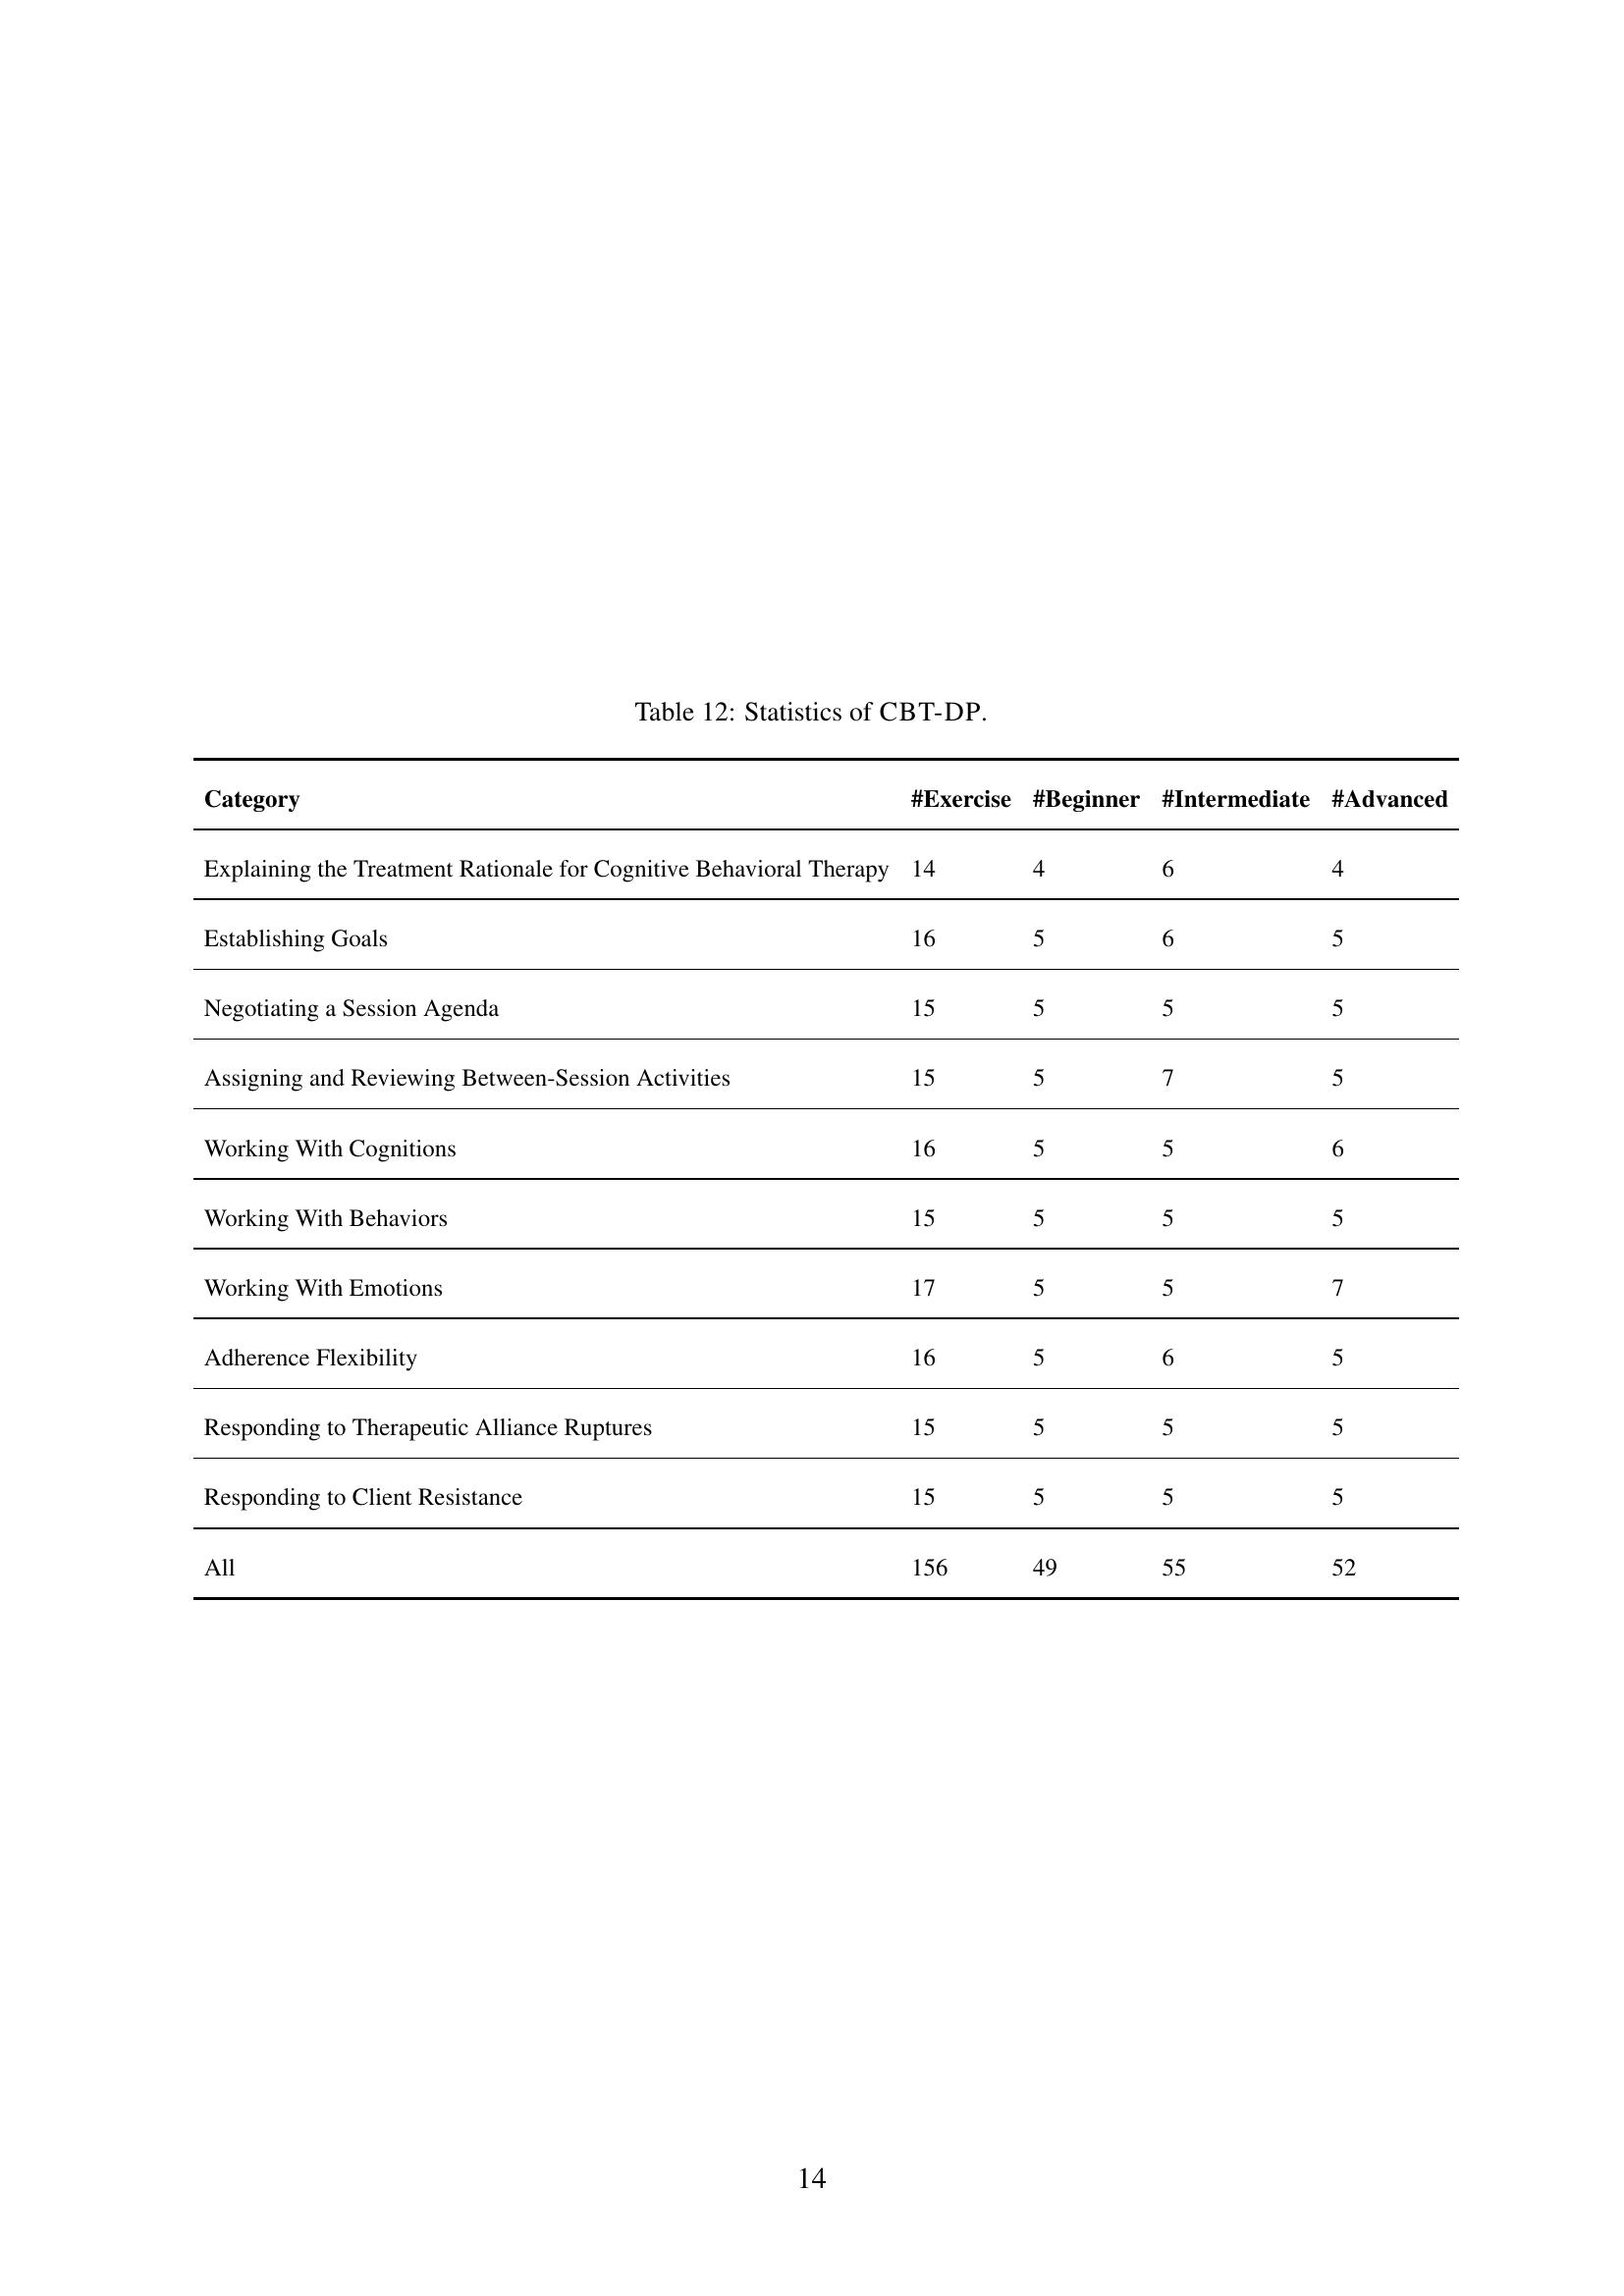 Table 12: Statistics of CBT-DP.
Category #Exercise #Beginner #Intermediate #Advanced
Explaining the Treatment Rationale for Cognitive Behavioral Therapy 14 4 6 4
Establishing Goals 16 5 6 5
Negotiating a Session Agenda 15 5 5 5
Assigning and Reviewing Between-Session Activities 15 5 7 5
Working With Cognitions 16 5 5 6
Working With Behaviors 15 5 5 5
Working With Emotions 17 5 5 7
Adherence Flexibility 16 5 6 5
Responding to Therapeutic Alliance Ruptures 15 5 5 5
Responding to Client Resistance 15 5 5 5
All 156 49 55 52
14